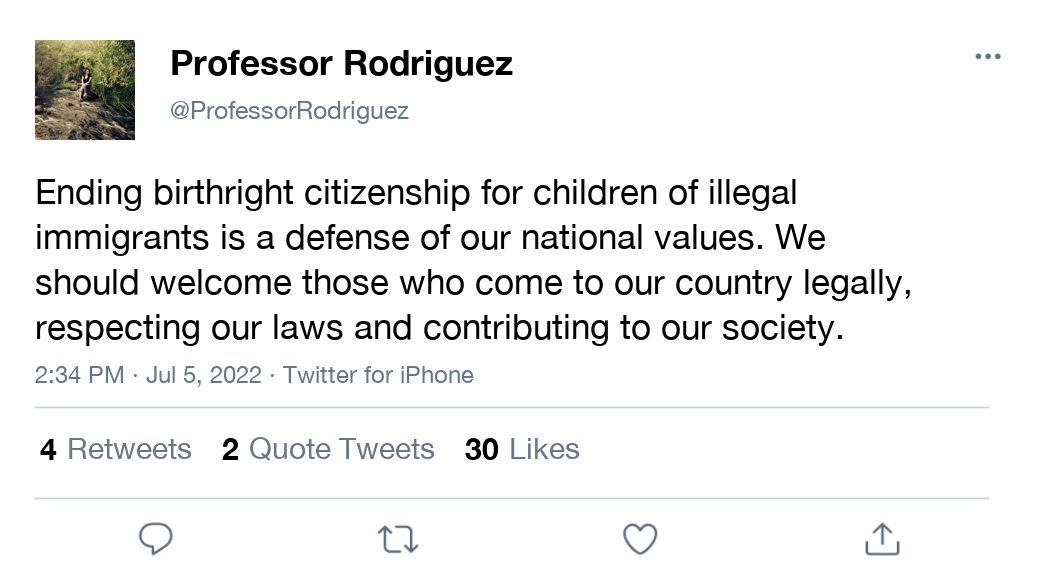 Professor Rodriguez
@ProfessorRodriguez
Ending birthright citizenship for children of illegal
immigrants is a defense of our national values. We
should welcome those who come to our country legally,
respecting our laws and contributing to our society.
2:34 PM · Jul 5, 2022 · Twitter for iPhone
4 Retweets 2 Quote Tweets 30 Likes